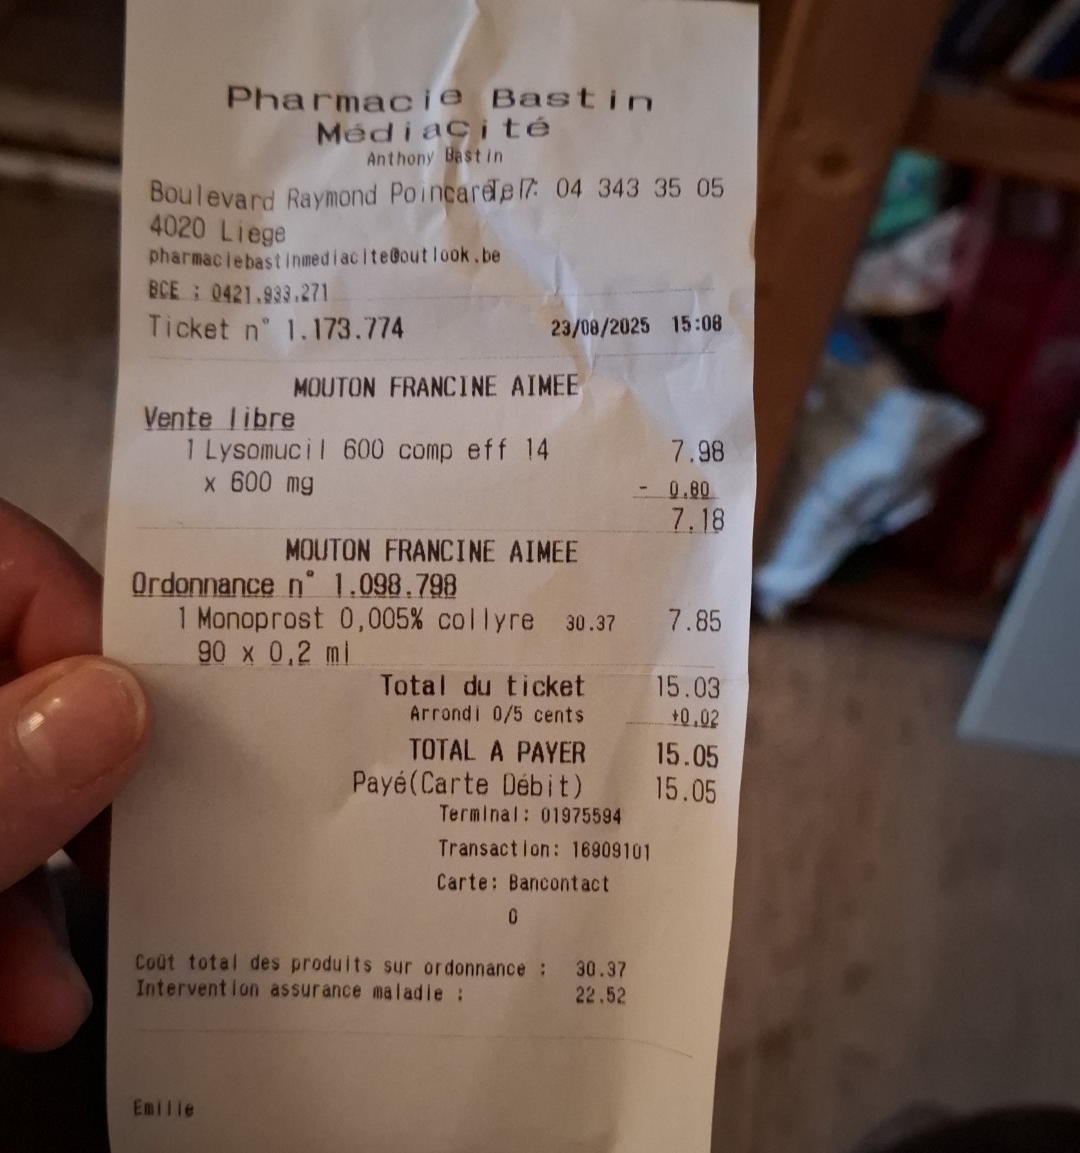 Pharmacie Bastin
Médiacité
Anthony Bastin
Boulevard Raymond Poincaré 7 Tel : 04 343 35 05
4020 Liege
pharmaciebastinmediacite@outlook.be
BCE : 0421.933.271
Ticket n° 1.173.774 23/08/2025 15:08
MOUTON FRANCINE AIMEE
Vente libre
1 Lysomucil 600 comp eff 14 7.98
x 600 mg - 0.80
7.18
MOUTON FRANCINE AIMEE
Ordonnance n° 1.098.798
1 Monoprost 0,005% collyre 30.37 7.85
90 x 0,2 ml
Total du ticket 15.03
Arrondi 0/5 cents +0.02
TOTAL A PAYER 15.05
Payé(Carte Débit) 15.05
Terminal: 01975594
Transaction: 16909101
Carte: Bancontact
0
Coût total des produits sur ordonnance : 30.37
Intervention assurance maladie : 22.52
Emilie